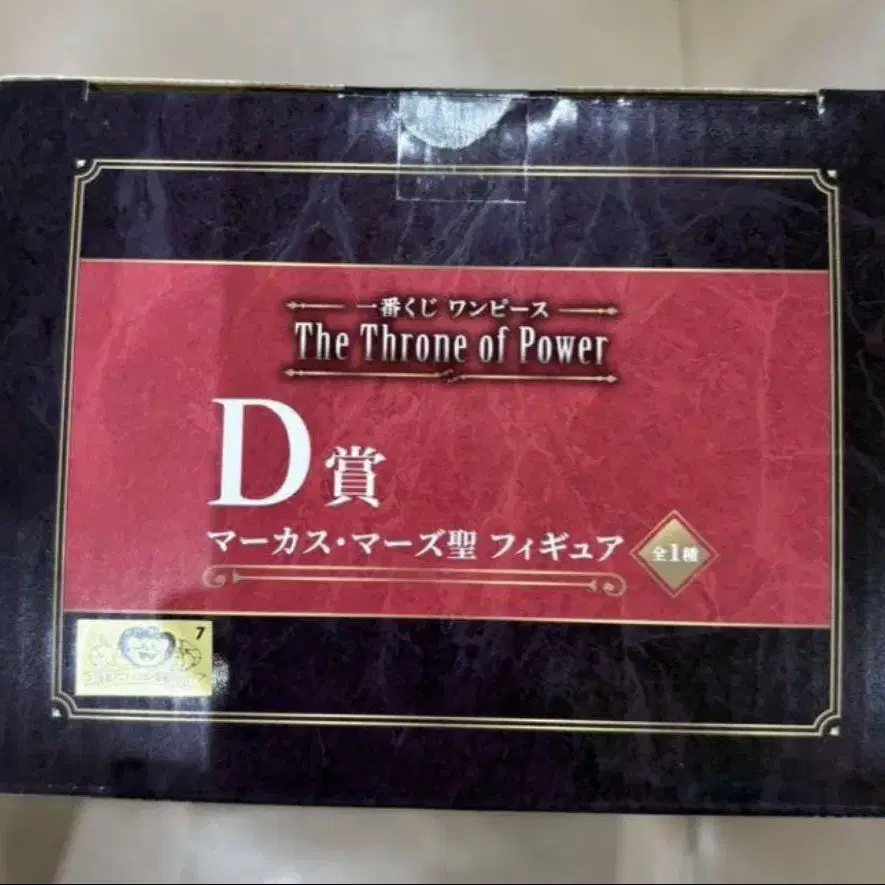 一番くじ ワンピース
The Throne of Power
D賞
マーカス・マーズ聖 フィギュア
全1種
7